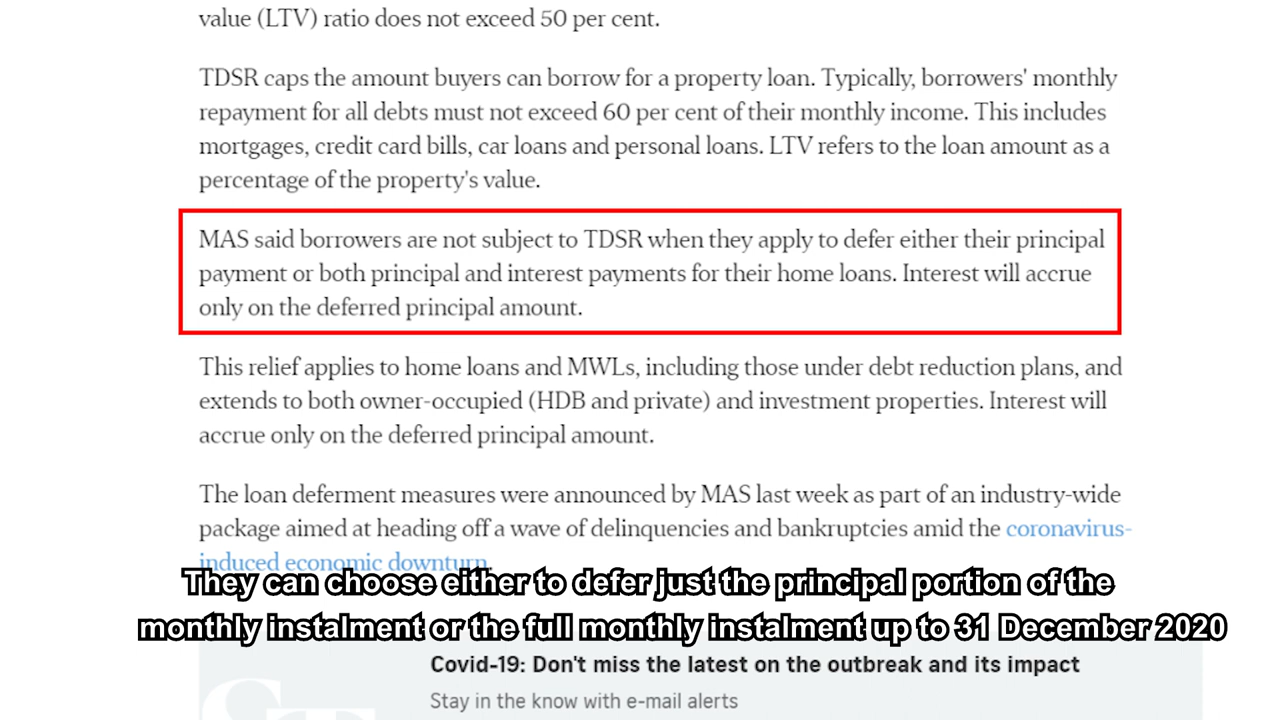 value (LTV) ratio does not exceed 50 per cent.
TDSR caps the amount buyers can borrow for a property loan. Typically, borrowers' monthly
repayment for all debts must not exceed 60 per cent of their monthly income. This includes
mortgages, credit card bills, car loans and personal loans. LTV refers to the loan amount as a
percentage of the property's value.
MAS said borrowers are not subject to TDSR when they apply to defer either their principal
payment or both principal and interest payments for their home loans. Interest will accrue
only on the deferred principal amount.
This relief applies to home loans and MWLs, including those under debt reduction plans, and
extends to both owner-occupied (HDB and private) and investment properties. Interest will
accrue only on the deferred principal amount.
The loan deferment measures were announced by MAS last week as part of an industry-wide
package aimed at heading off a wave of delinquencies and bankruptcies amid the coronavirus-
induced economic downturn.
They can choose either to defer just the principal portion of the
monthly instalment or the full monthly instalment up to 31 December 2020
Covid-19: Don't miss the latest on the outbreak and its impact
Stay in the know with e-mail alerts
ST